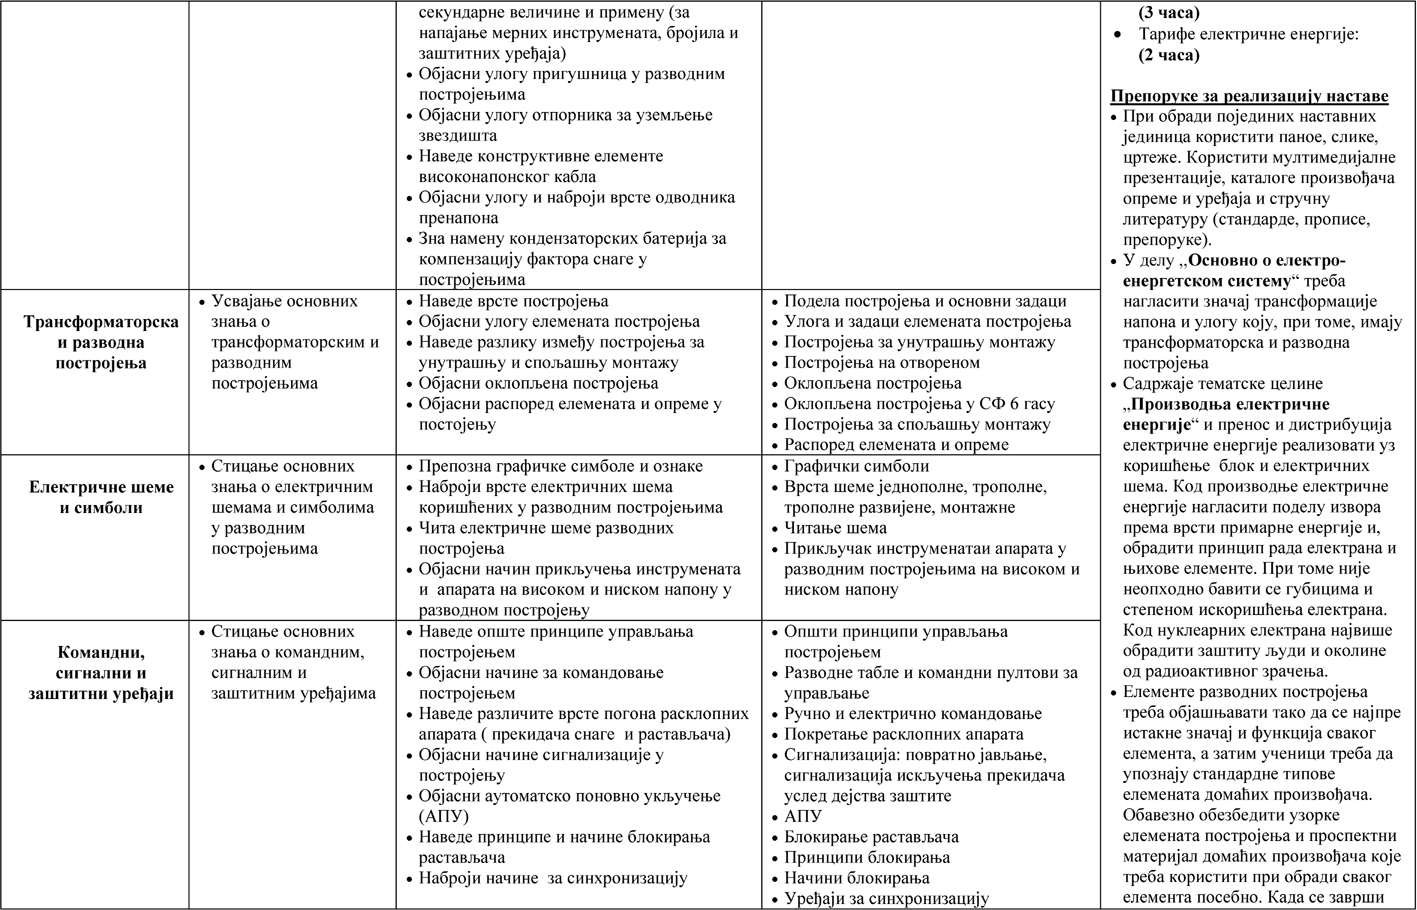 секундарне величине и примену (за
напајање мерних инструмената, бројила и
заштитних уређаја)
• Објасни улогу пригушница у разводним
постројењима
• Објасни улогу отпорника за уземљење
звездишта
• Наведе конструктивне елементе
високонапонског кабла
• Објасни улогу и наброји врсте одводника
пренапона
• Зна намену кондензаторских батерија за
компензацију фактора снаге у
постројењима
Трансформаторска
и разводна
постројења
• Усвајање основних
знања о
трансформаторским и
разводним
постројењима
• Наведе врсте постројења
• Објасни улогу елемената постројења
• Наведе разлику између постројења за
унутрашњу и спољашњу монтажу
• Објасни оклопљена постројења
• Објасни распоред елемената и опреме у
постојењу
• Подела постројења и основни задаци
• Улога и задаци елемената постројења
• Постројења за унутрашњу монтажу
• Постројења на отвореном
• Оклопљена постројења
• Оклопљена постројења у СФ 6 гасу
• Постројења за спољашњу монтажу
• Распоред елемената и опреме
Електричне шеме
и симболи
• Стицање основних
знања о електричним
шемама и симболима
у разводним
постројењима
• Препозна графичке симболе и ознаке
• Наброји врсте електричних шема
коришћених у разводним постројењима
• Чита електричне шеме разводних
постројења
• Објасни начин прикључења инструмената
и апарата на високом и ниском напону у
разводном постројењу
• Графички симболи
• Врста шеме једнополне, трополне,
трополне развијене, монтажне
• Читање шема
• Прикључак инструменатаи апарата у
разводним постројењима на високом и
ниском напону
Командни,
сигнални и
заштитни уређаји
• Стицање основних
знања о командним,
сигналним и
заштитним уређајима
• Наведе опште принципе управљања
постројењем
• Објасни начине за командовање
постројењем
• Наведе различите врсте погона расклопних
апарата ( прекидача снаге и растављача)
• Објасни начине сигнализације у
постројењу
• Објасни аутоматско поновно укључење
(АПУ)
• Наведе принципе и начине блокирања
растављача
• Наброји начине за синхронизацију
• Општи принципи управљања
постројењем
• Разводне табле и командни пултови за
управљање
• Ручно и електрично командовање
• Покретање расклопних апарата
• Сигнализација: повратно јављање,
сигнализација искључења прекидача
услед дејства заштите
• АПУ
• Блокирање растављача
• Принципи блокирања
• Начини блокирања
• Уређаји за синхронизацију
(3 часа)
• Тарифе електричне енергије:
(2 часа)
Препоруке за реализацију наставе
• При обради појединих наставних
јединица користити паное, слике,
цртеже. Користити мултимедијалне
презентације, каталоге произвођача
опреме и уређаја и стручну
литературу (стандарде, прописе,
препоруке).
• У делу „Основно о електро-
енергетском систему“ треба
нагласити значај трансформације
напона и улогу коју, при томе, имају
трансформаторска и разводна
постројења
• Садржаје тематске целине
„Производња електричне
енергије“ и пренос и дистрибуција
електричне енергије реализовати уз
коришћење блок и електричних
шема. Код производње електричне
енергије нагласити поделу извора
према врсти примарне енергије и,
обрадити принцип рада електрана и
њихове елементе. При томе није
неопходно бавити се губицима и
степеном искоришћења електрана.
Код нуклеарних електрана највише
обрадити заштиту људи и околине
од радиоактивног зрачења.
• Елементе разводних постројења
треба објашњавати тако да се најпре
истакне значај и функција сваког
елемента, а затим ученици треба да
упознају стандардне типове
елемената домаћих произвођача.
Обавезно обезбедити узорке
елемената постројења и проспектни
материјал домаћих произвођача које
треба користити при обради сваког
елемента посебно. Када се заврши